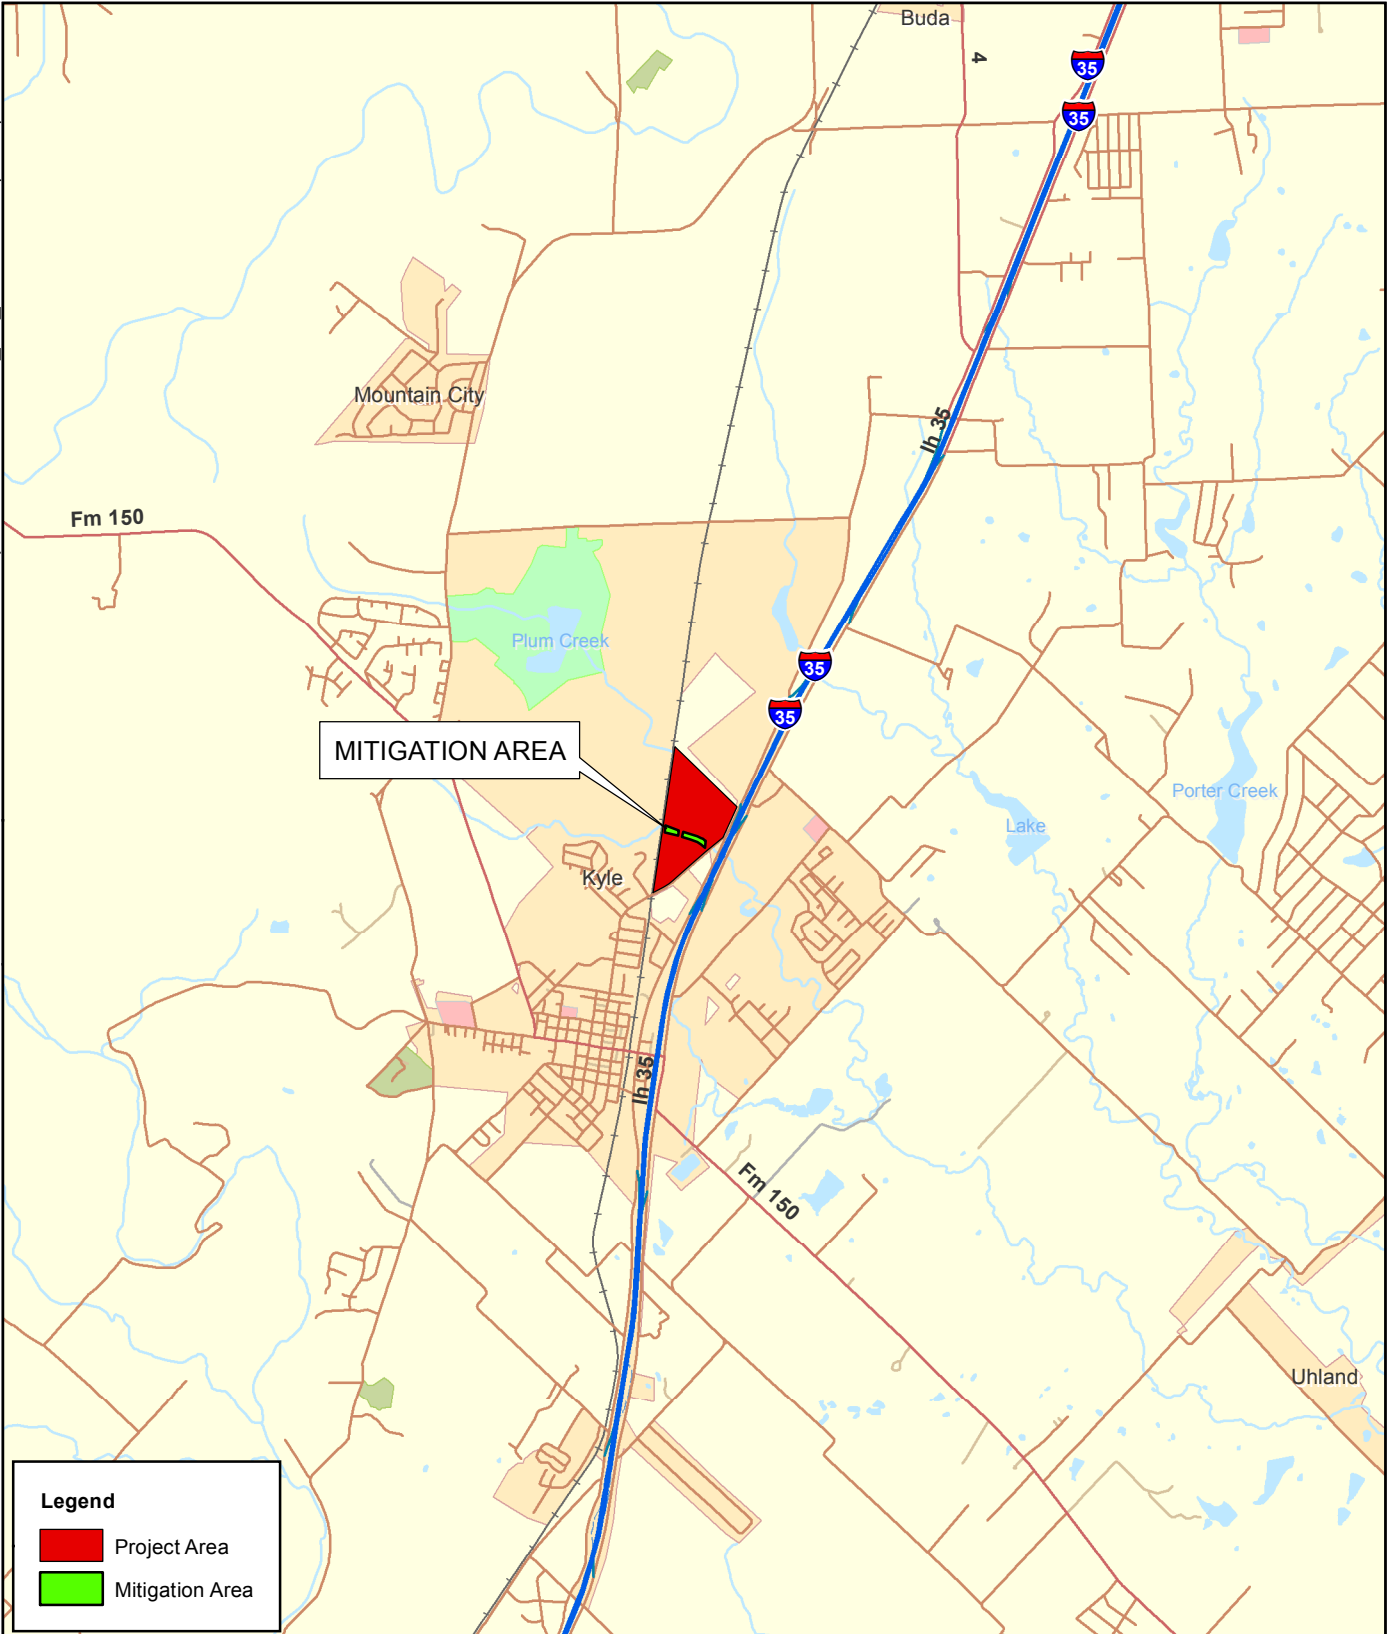 Buda
4
35
35
Mountain City
Ih 35
Fm 150
Plum Creek
35
35
MITIGATION AREA
Porter Creek
Lake
Kyle
Ih 35
Fm 150
Uhland
Legend
Project Area
Mitigation Area